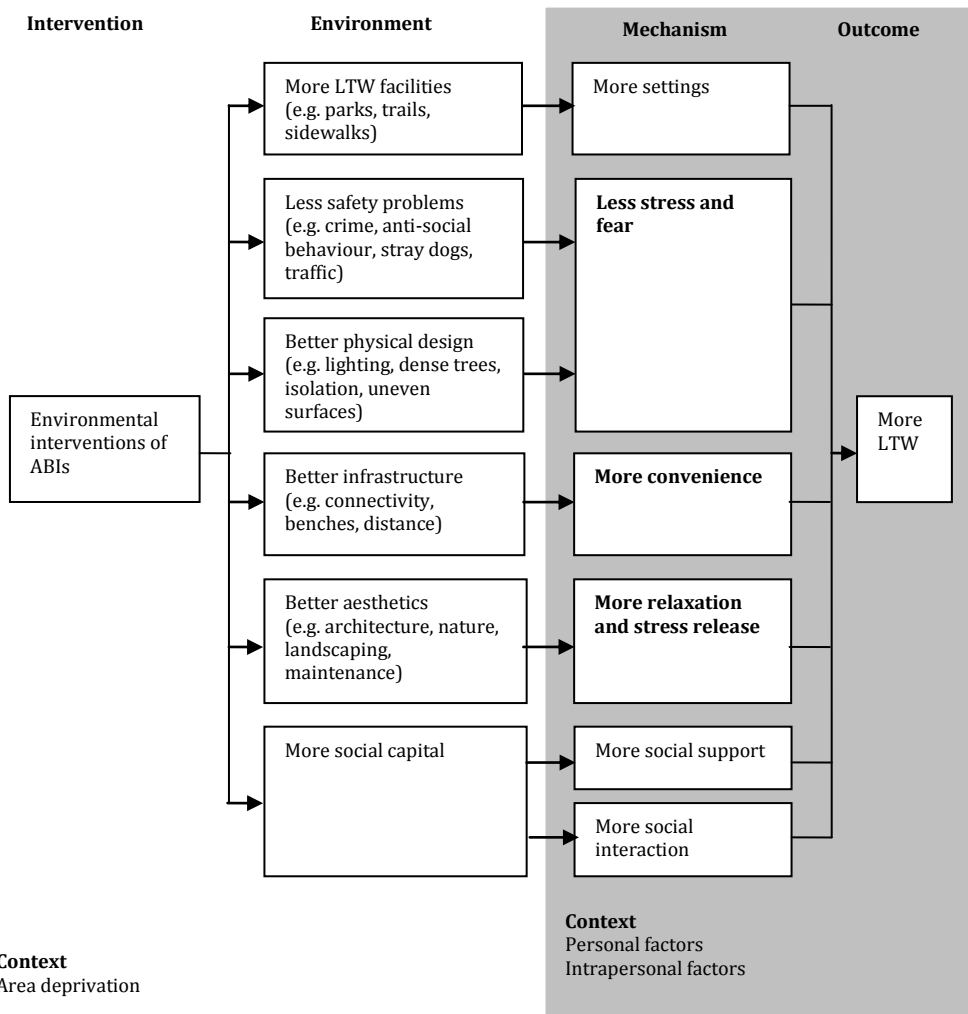 Intervention
Environment
Mechanism
Outcome
More LTW facilities
(e.g. parks, trails,
sidewalks)
More settings
Less safety problems
(e.g. crime, anti-social
behaviour, stray dogs,
traffic)
Less stress and
fear
Better physical design
(e.g. lighting, dense trees,
isolation, uneven
surfaces)
Environmental
interventions of
ABIs
More
LTW
Better infrastructure
(e.g. connectivity,
benches, distance)
More convenience
Better aesthetics
(e.g. architecture, nature,
landscaping,
maintenance)
More relaxation
and stress release
More social capital
More social support
More social
interaction
Context
Personal factors
Intrapersonal factors
Context
Area deprivation